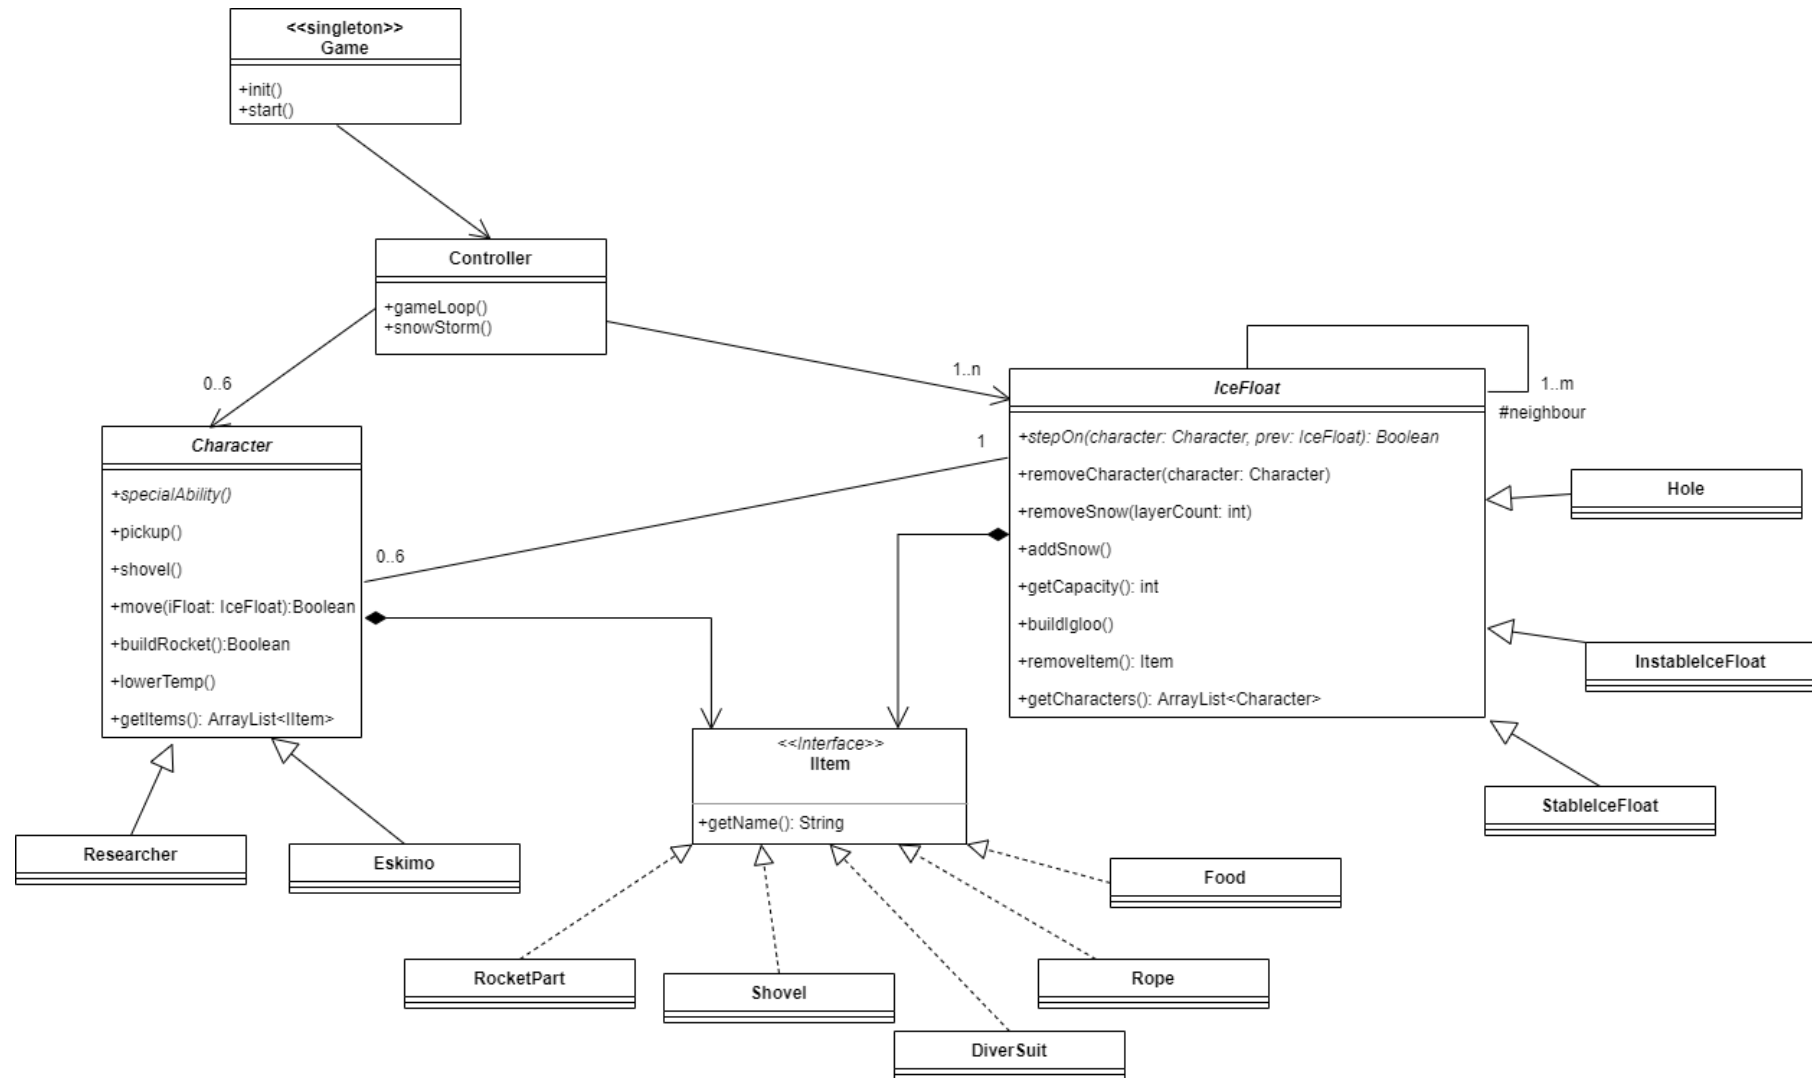 <<singleton>>
Game
+init()
+start()
Controller
+gameLoop()
+snowStorm()
0..6
1..n
1..m
#neighbour
1
0..6
Character
+specialAbility()
+pickup()
+shovel()
+move(iFloat: IceFloat):Boolean
+buildRocket():Boolean
+lowerTemp()
+getItems(): ArrayList<IItem>
IceFloat
+stepOn(character: Character, prev: IceFloat): Boolean
+removeCharacter(character: Character)
+removeSnow(layerCount: int)
+addSnow()
+getCapacity(): int
+buildIgloo()
+removeItem(): Item
+getCharacters(): ArrayList<Character>
Hole
InstableIceFloat
StableIceFloat
<<Interface>>
IItem
+getName(): String
Researcher
Eskimo
Food
RocketPart
Shovel
Rope
DiverSuit